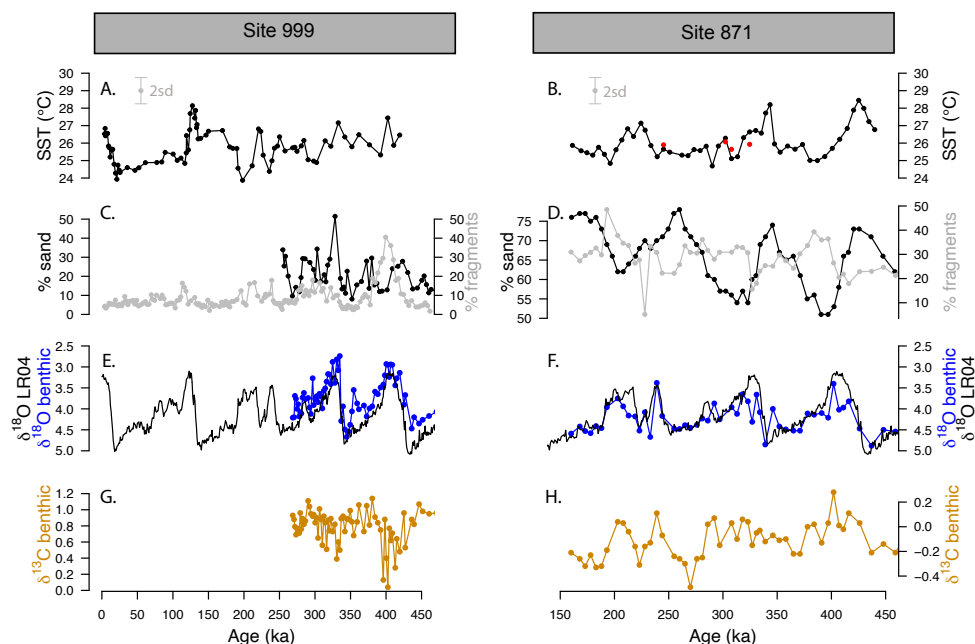 Site 999
Site 871
A.
2sd
30
29
28
27
26
25
24
SST (°C)
B.
2sd
30
29
28
27
26
25
24
SST (°C)
C.
50
40
30
20
10
0
% sand
50
40
30
20
10
0
% fragments
D.
75
70
65
60
55
50
% sand
50
40
30
20
10
% fragments
E.
2.5
3.0
3.5
4.0
4.5
5.0
δ18O LR04
δ18O benthic
F.
2.5
3.0
3.5
4.0
4.5
5.0
δ18O benthic
δ18O LR04
G.
1.2
1.0
0.8
0.6
0.4
0.2
0.0
δ13C benthic
H.
0.2
0.0
−0.2
−0.4
δ13C benthic
0 50 100 150 200 250 300 350 400 450
Age (ka)
150 200 250 300 350 400 450
Age (ka)